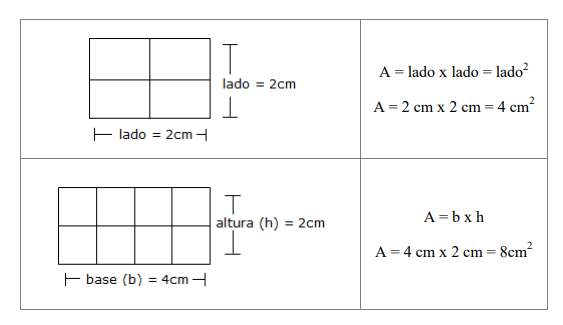 lado = 2cm
lado = 2cm
A = lado x lado = lado²
A = 2 cm x 2 cm = 4 cm²
altura (h) = 2cm
base (b) = 4cm
A = b x h
A = 4 cm x 2 cm = 8cm²